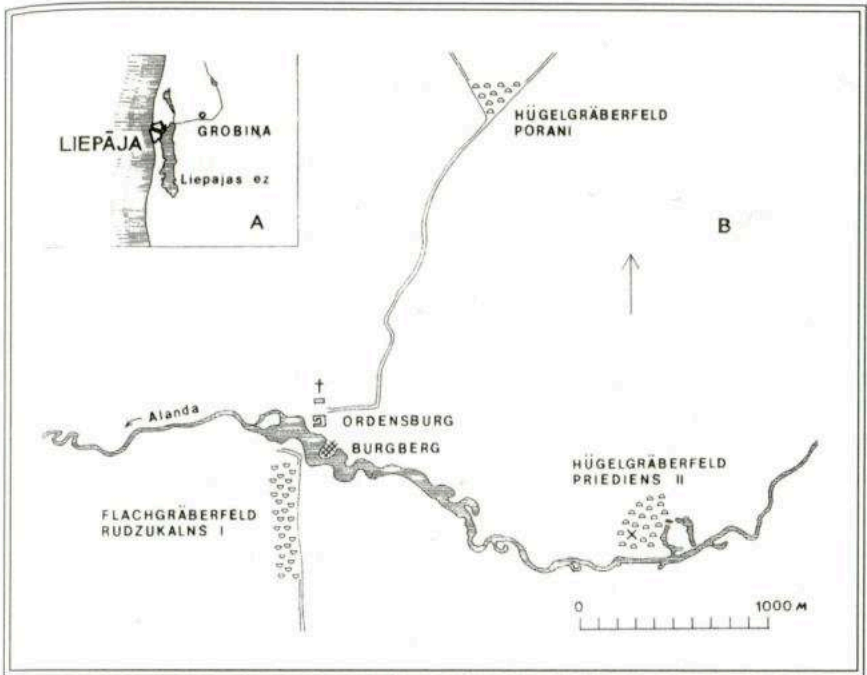 LIEPĀJA
GROBIŅA
Liepajas ez
A
HÜGELGRÄBERFELD
PORANI
B
Alanda
ORDENSBURG
BURGBERG
FLACHGRÄBERFELD
RUDZUKALNS I
HÜGELGRÄBERFELD
PRIEDIENS II
0 1000 M